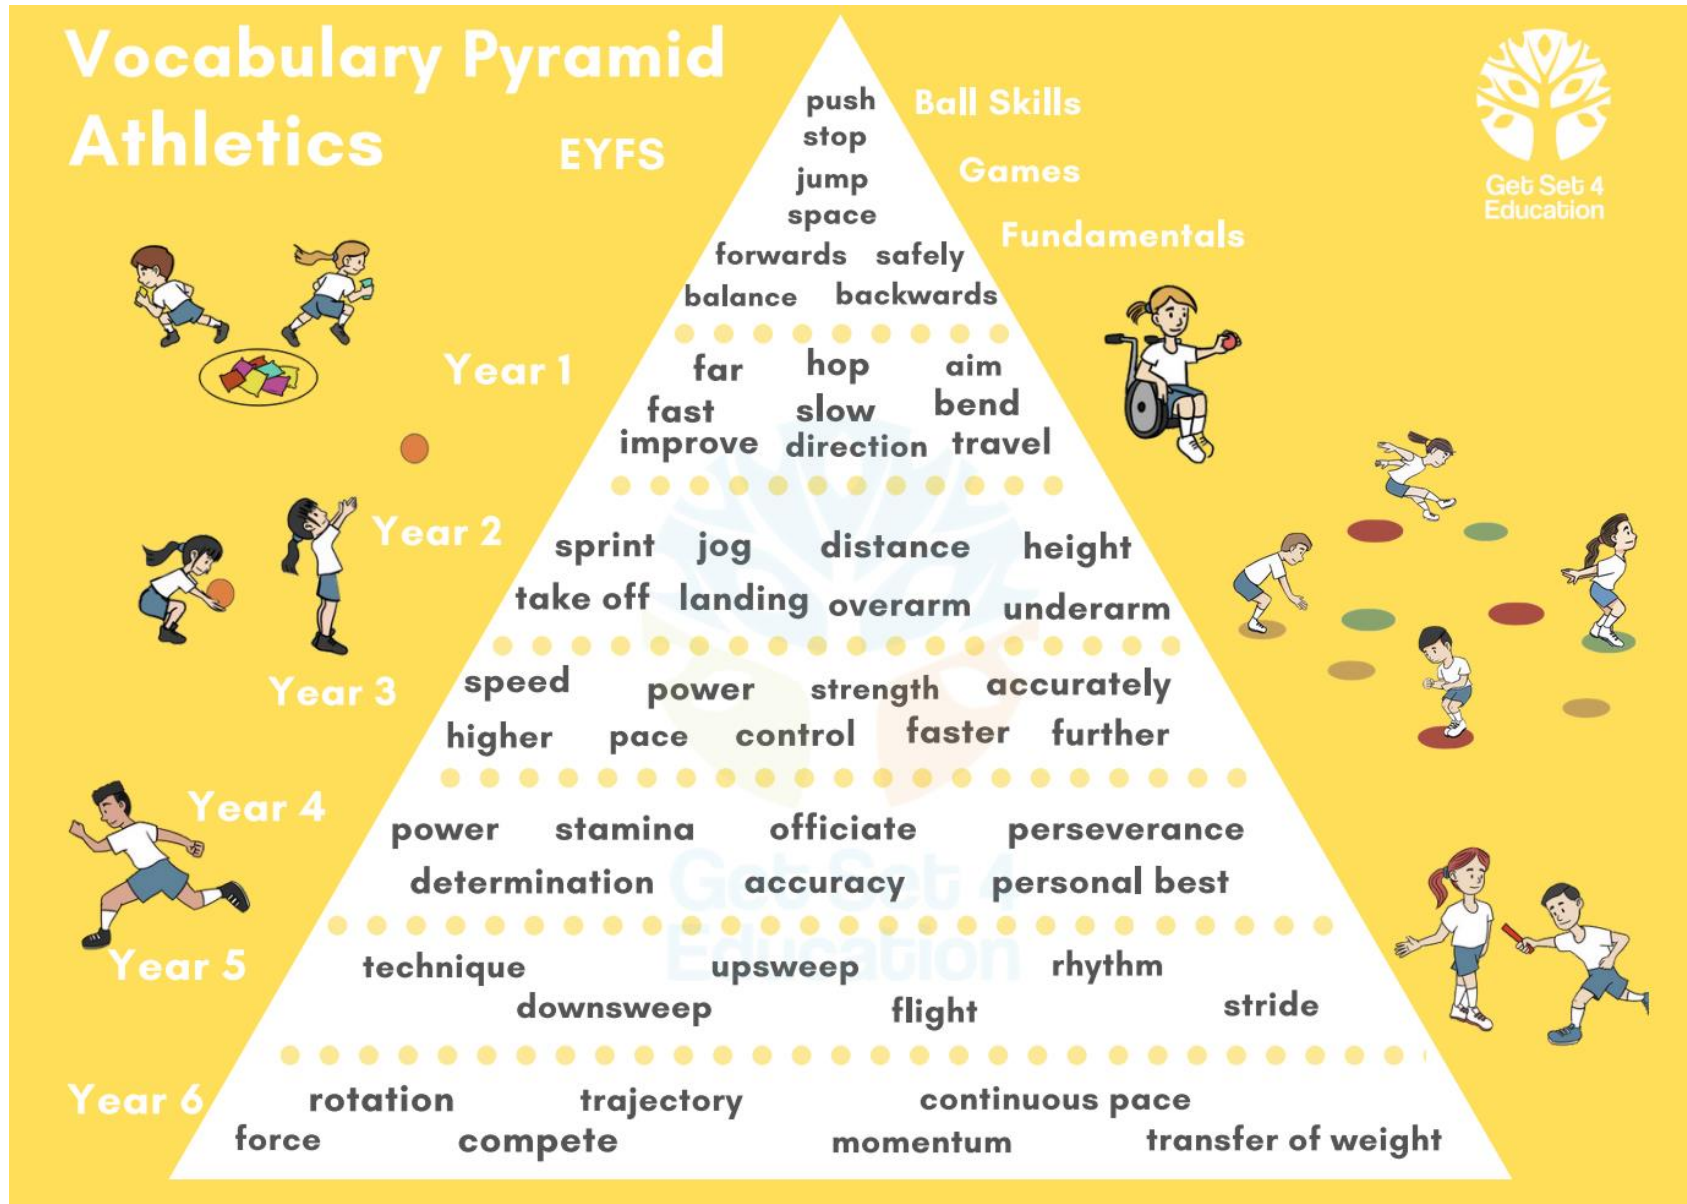 Vocabulary Pyramid
Athletics
Get Set 4
Education
EYFS
Ball Skills
Games
Fundamentals
push
stop
jump
space
forwards safely
balance backwards
Year 1
far hop aim
fast slow bend
improve direction travel
Year 2
sprint jog distance height
take off landing overarm underarm
Year 3
speed power strength accurately
higher pace control faster further
Year 4
power stamina officiate perseverance
determination accuracy personal best
Get Set 4
Education
Year 5
technique upsweep rhythm
downsweep flight stride
Year 6
rotation trajectory continuous pace
force compete momentum transfer of weight